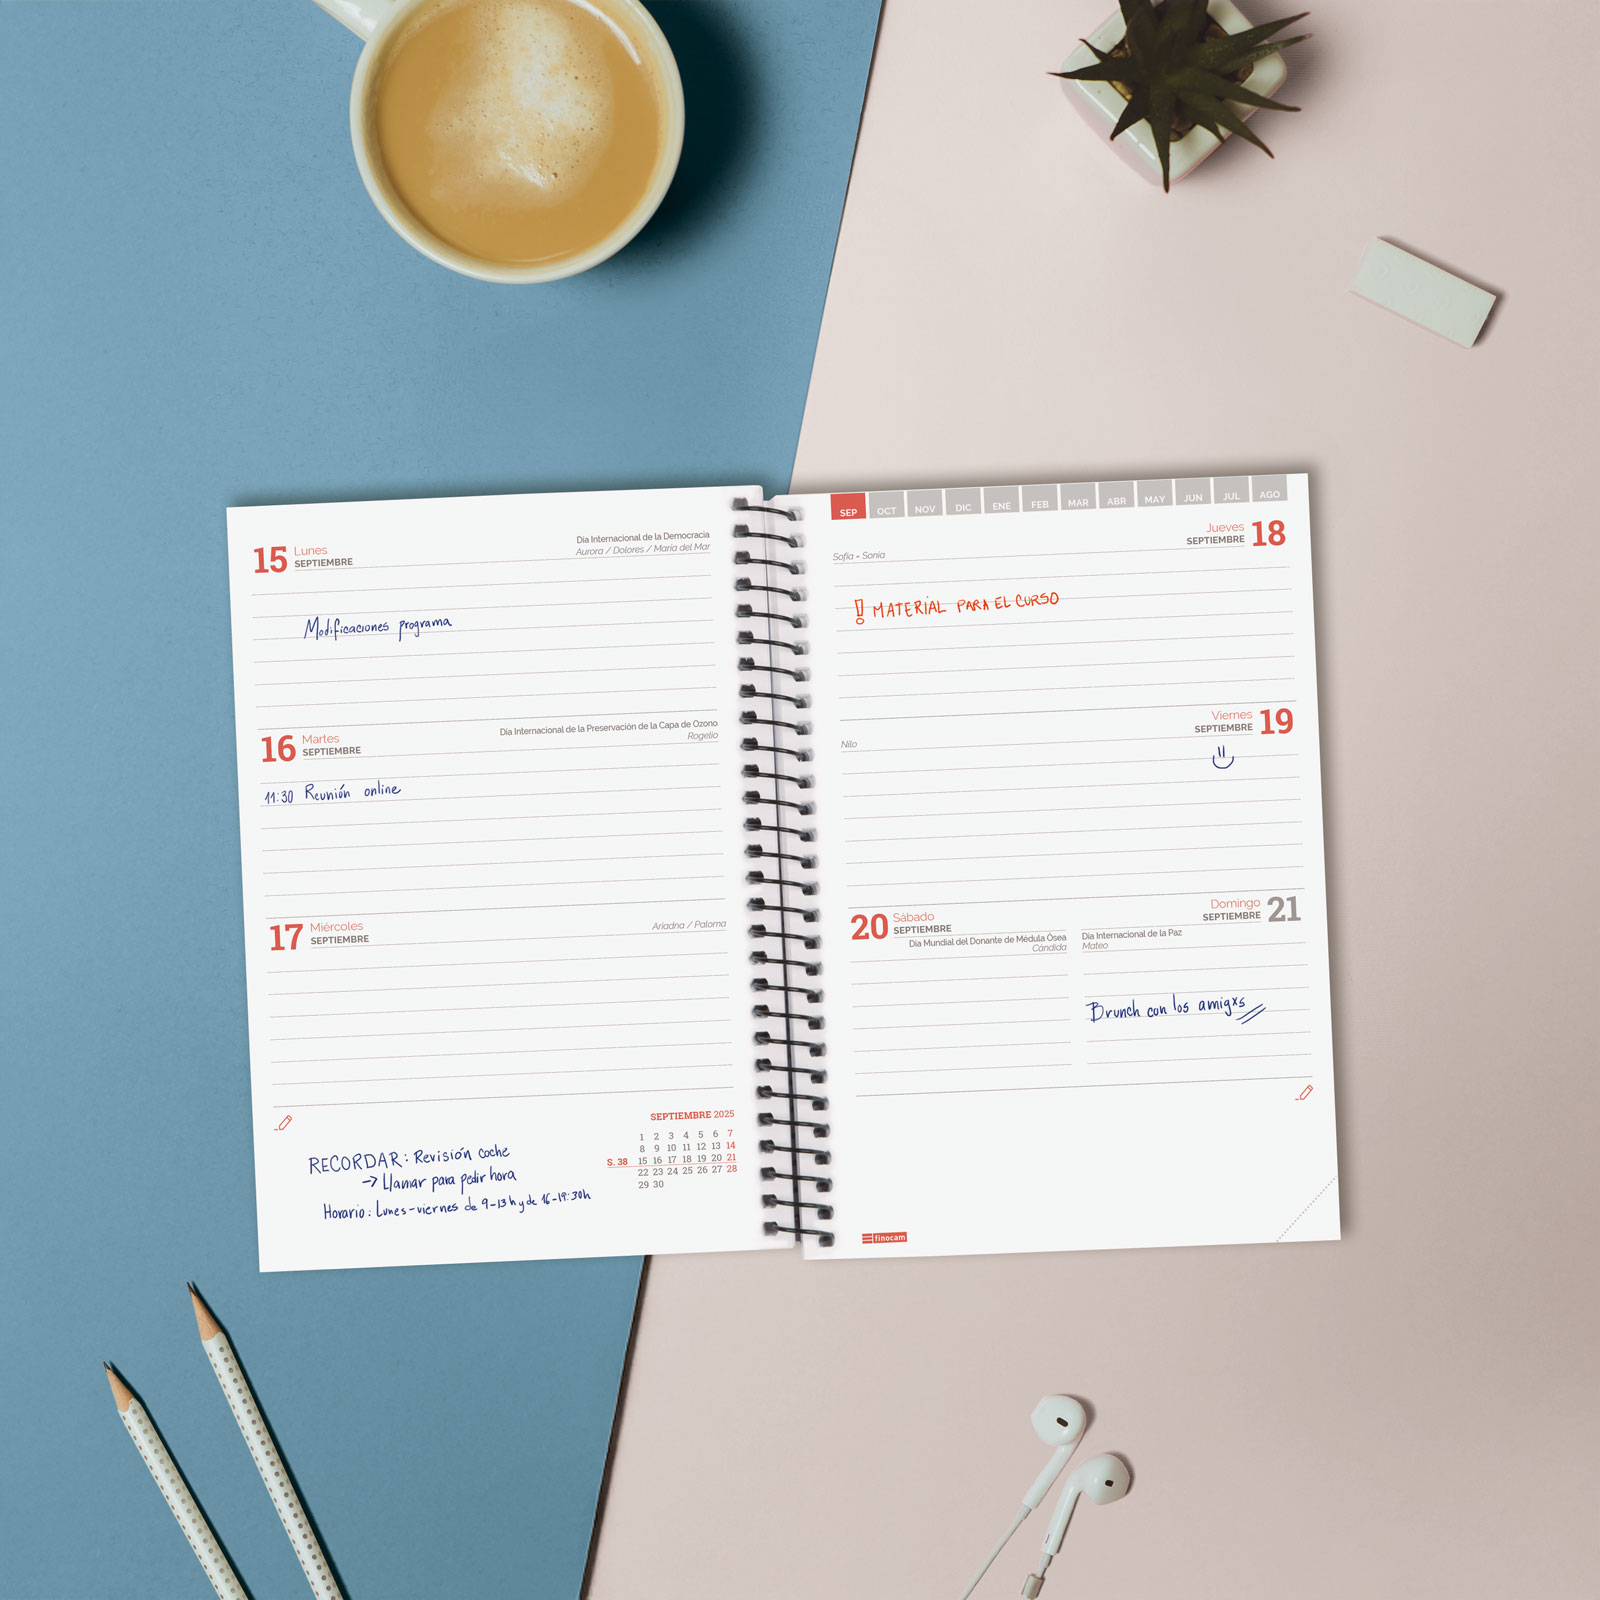 15 Lunes
SEPTIEMBRE
Día Internacional de la Democracia
Aurora / Dolores / María del Mar
Modificaciones programa
16 Martes
SEPTIEMBRE
Día Internacional de la Preservación de la Capa de Ozono
Rogelio
11:30 Reunión online
17 Miércoles
SEPTIEMBRE
Ariadna / Paloma
RECORDAR: Revisión coche
→ Llamar para pedir hora
Horario: Lunes-viernes de 9-13h y de 16-19:30h
SEPTIEMBRE 2025
1 2 3 4 5 6 7
8 9 10 11 12 13 14
S. 38 15 16 17 18 19 20 21
22 23 24 25 26 27 28
29 30
SEP OCT NOV DIC ENE FEB MAR ABR MAY JUN JUL AGO
Jueves 18
SEPTIEMBRE
Sofía - Sonia
! MATERIAL PARA EL CURSO
Viernes 19
SEPTIEMBRE
Nilo
20 Sábado
SEPTIEMBRE
Día Mundial del Donante de Médula Ósea
Cándida
Domingo 21
SEPTIEMBRE
Día Internacional de la Paz
Mateo
Brunch con los amigxs
finocam